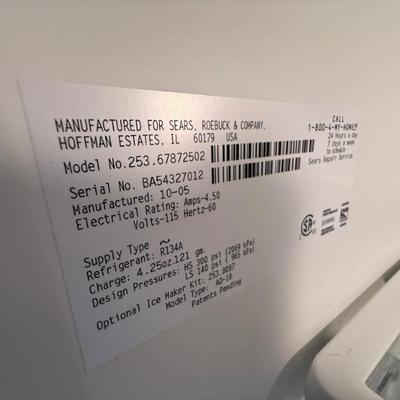 MANUFACTURED FOR SEARS, ROEBUCK & COMPANY,
HOFFMAN ESTATES, IL 60179 USA
Model No.253.67872502
Serial No. BA54327012
Manufactured: 10-05
Electrical Rating: Amps-4.50
Volts-115 Hertz-60
Supply Type ~
Refrigerant: R134A
Charge: 4.25oz.121 gm.
Design Pressures: HS 300 psi (2069 kPa)
LS 140 psi ( 965 kPa)
Optional Ice Maker Kit: 253.8087
Model Type: AD-18
Patents Pending
CALL
1-800-4-MY-HOME
24 Hours a day
7 days a week
to schedule
Sears Repair Service